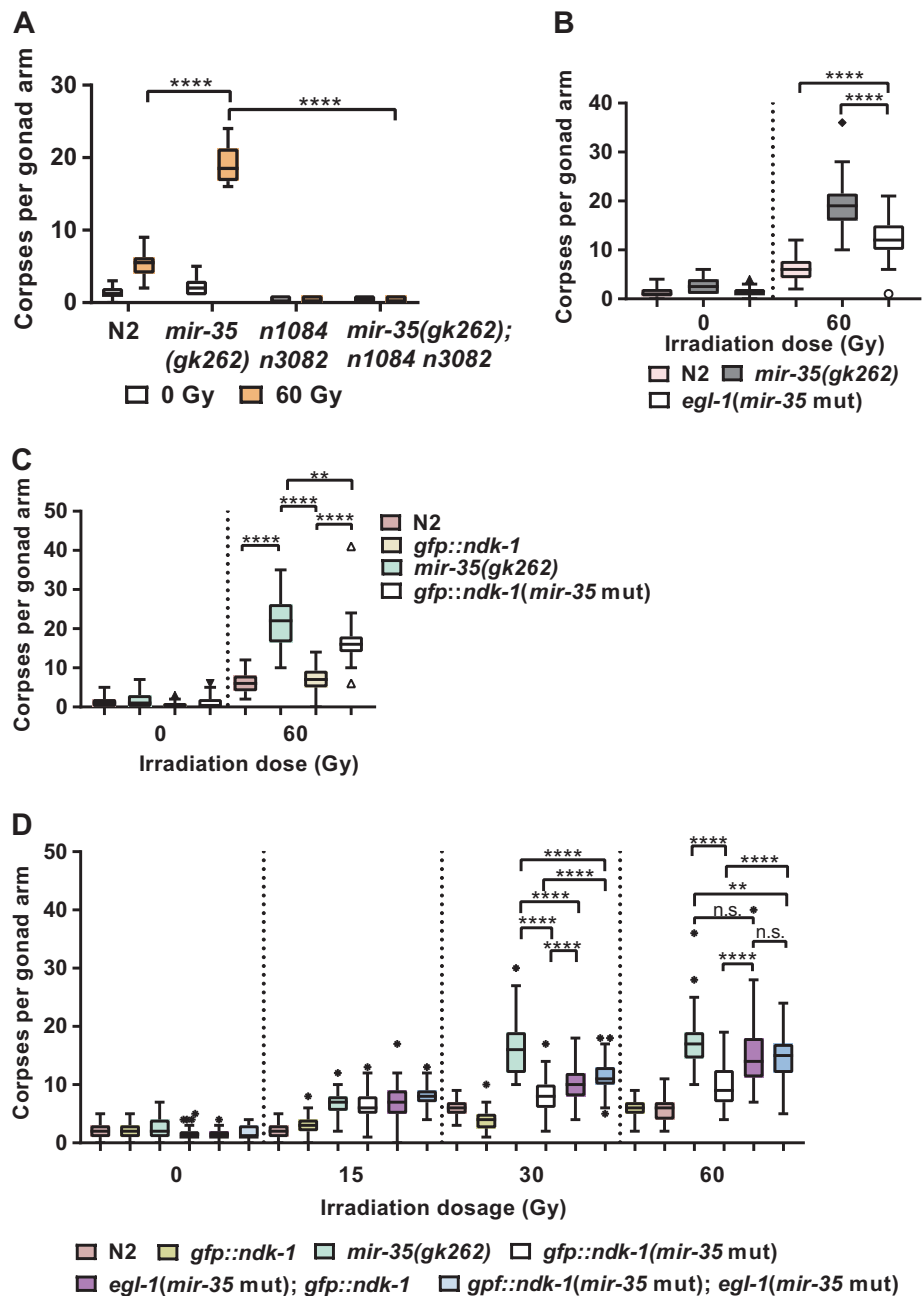 A
Corpses per gonad arm
30
20
10
0
****
****
N2
mir-35
(gk262)
n1084
n3082
mir-35(gk262);
n1084 n3082
0 Gy
60 Gy
B
Corpses per gonad arm
40
30
20
10
0
****
****
0
60
Irradiation dose (Gy)
N2
mir-35(gk262)
egl-1(mir-35 mut)
C
Corpses per gonad arm
50
40
30
20
10
0
**
****
****
****
0
60
Irradiation dose (Gy)
N2
gfp::ndk-1
mir-35(gk262)
gfp::ndk-1(mir-35 mut)
D
Corpses per gonad arm
50
40
30
20
10
0
****
****
****
****
****
****
****
**
n.s.
n.s.
****
0
15
30
60
Irradiation dosage (Gy)
N2
gfp::ndk-1
mir-35(gk262)
gfp::ndk-1(mir-35 mut)
egl-1(mir-35 mut); gfp::ndk-1
gpf::ndk-1(mir-35 mut); egl-1(mir-35 mut)